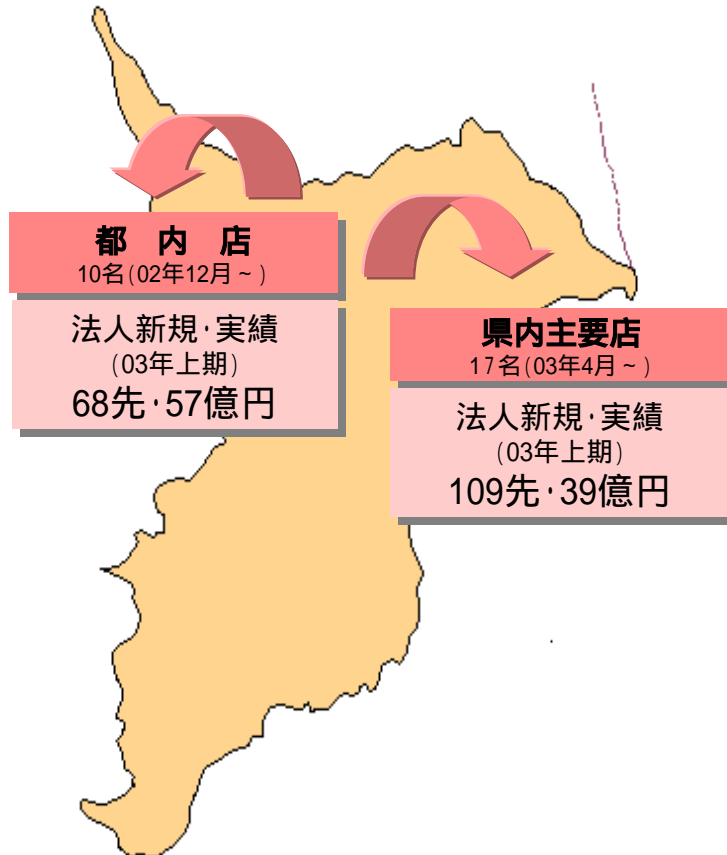 都 内 店
10名(02年12月~)
法人新規・実績
(03年上期)
68先・57億円
県内主要店
17名(03年4月~)
法人新規・実績
(03年上期)
109先・39億円